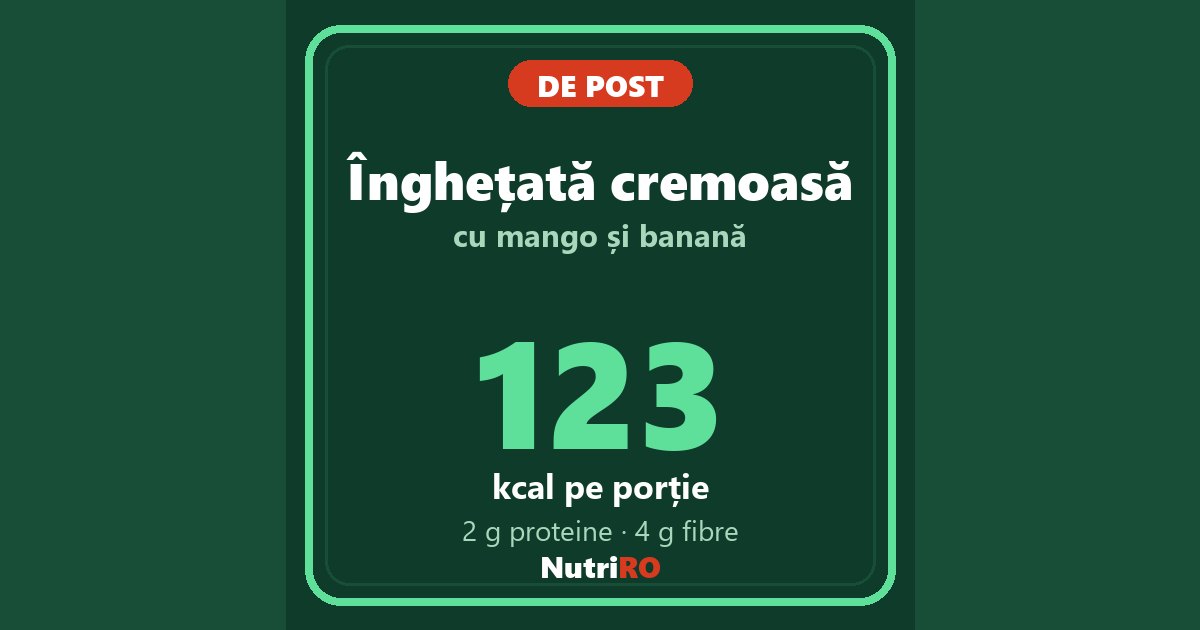 DE POST
Înghețată cremoasă
cu mango și banană
123
kcal pe porție
2 g proteine · 4 g fibre
NutriRO